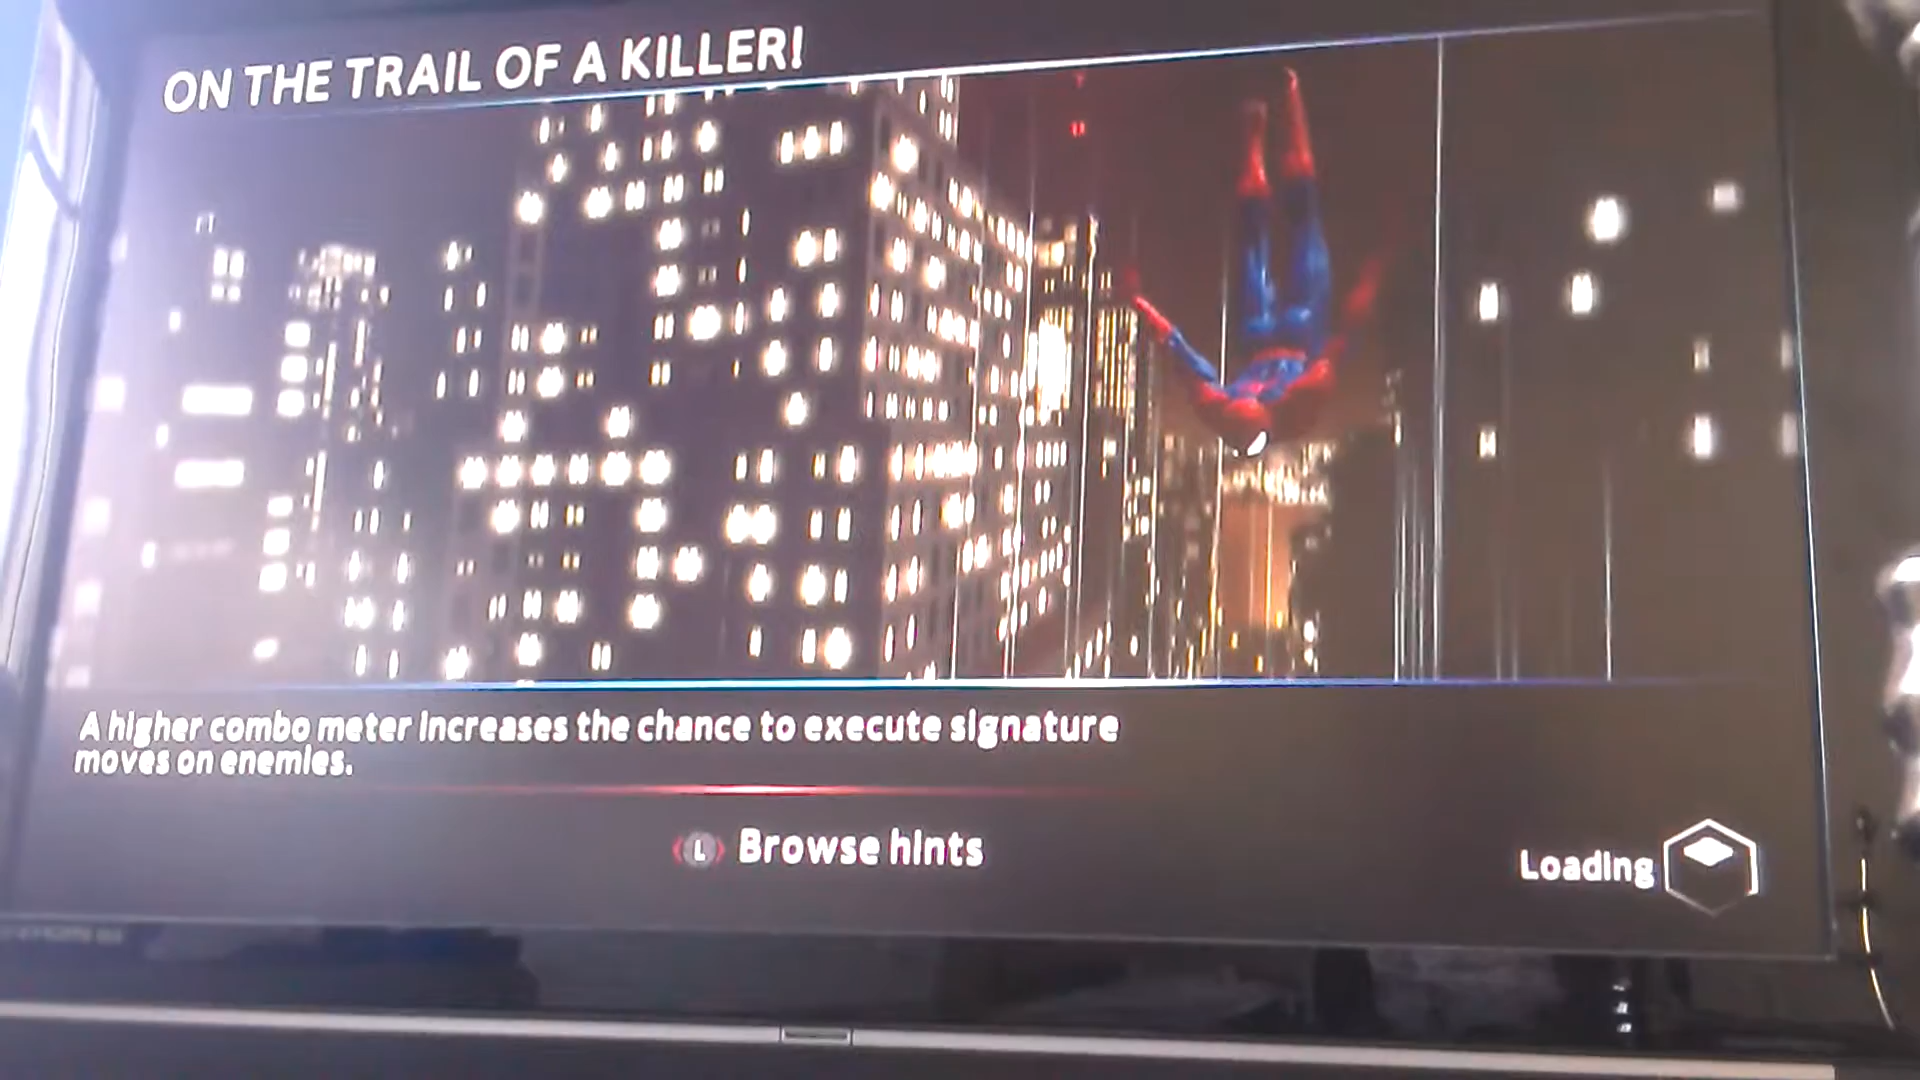 ON THE TRAIL OF A KILLER!
A higher combo meter increases the chance to execute signature
moves on enemies.
L Browse hints
Loading